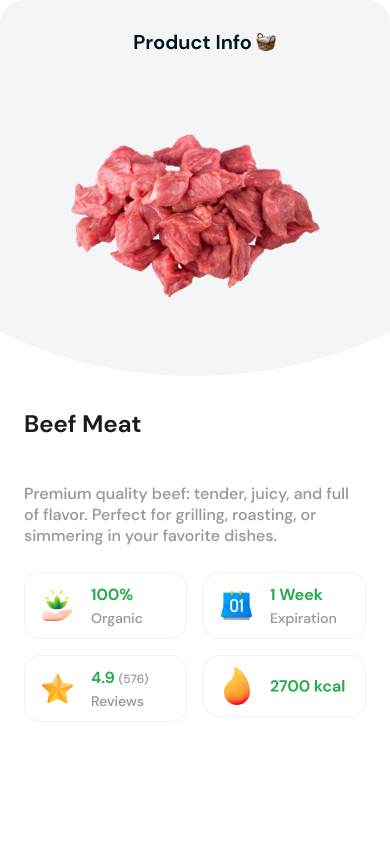 Product Info
Beef Meat
Premium quality beef: tender, juicy, and full
of flavor. Perfect for grilling, roasting, or
simmering in your favorite dishes.
100%
Organic
01
1 Week
Expiration
4.9 (576)
Reviews
2700 kcal